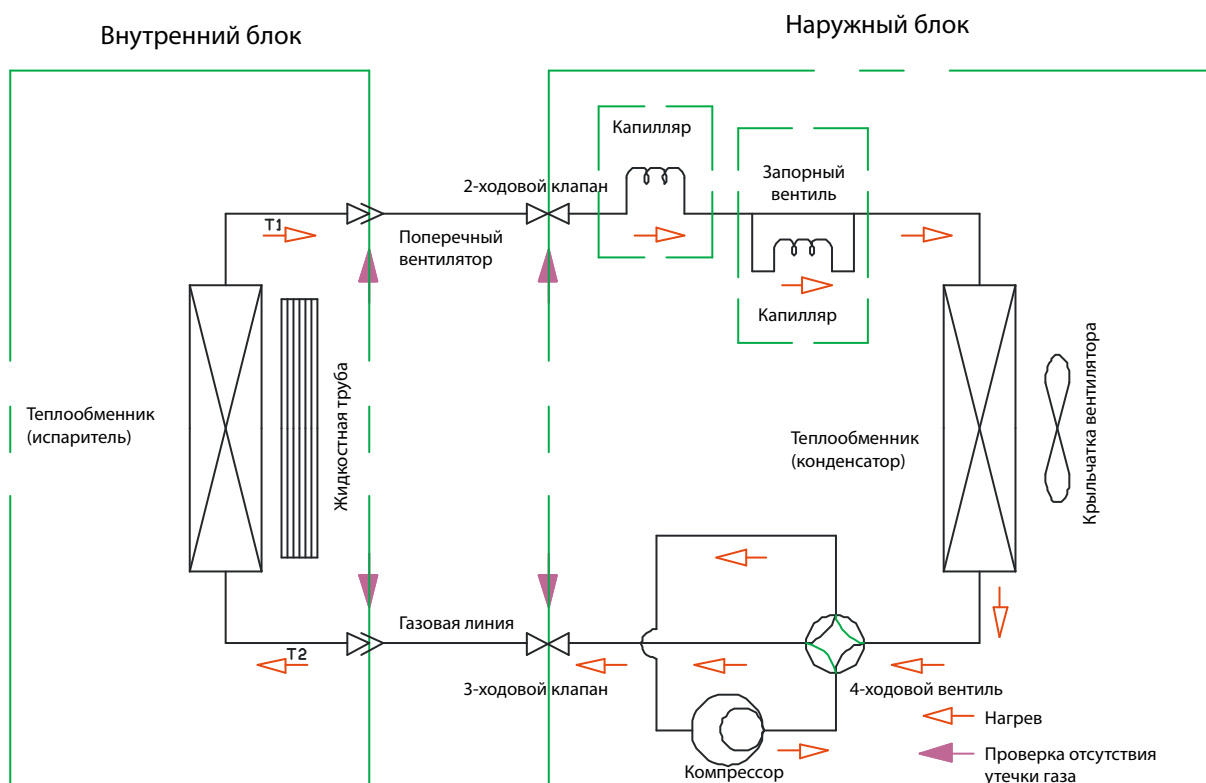 Внутренний блок
Наружный блок
Капилляр
Запорный
вентиль
2-ходовой клапан
T1
Поперечный
вентилятор
Капилляр
Теплообменник
(испаритель)
Жидкостная труба
Теплообменник
(конденсатор)
Крыльчатка вентилятора
Газовая линия
T2
3-ходовой клапан
4-ходовой вентиль
Компрессор
Нагрев
Проверка отсутствия
утечки газа